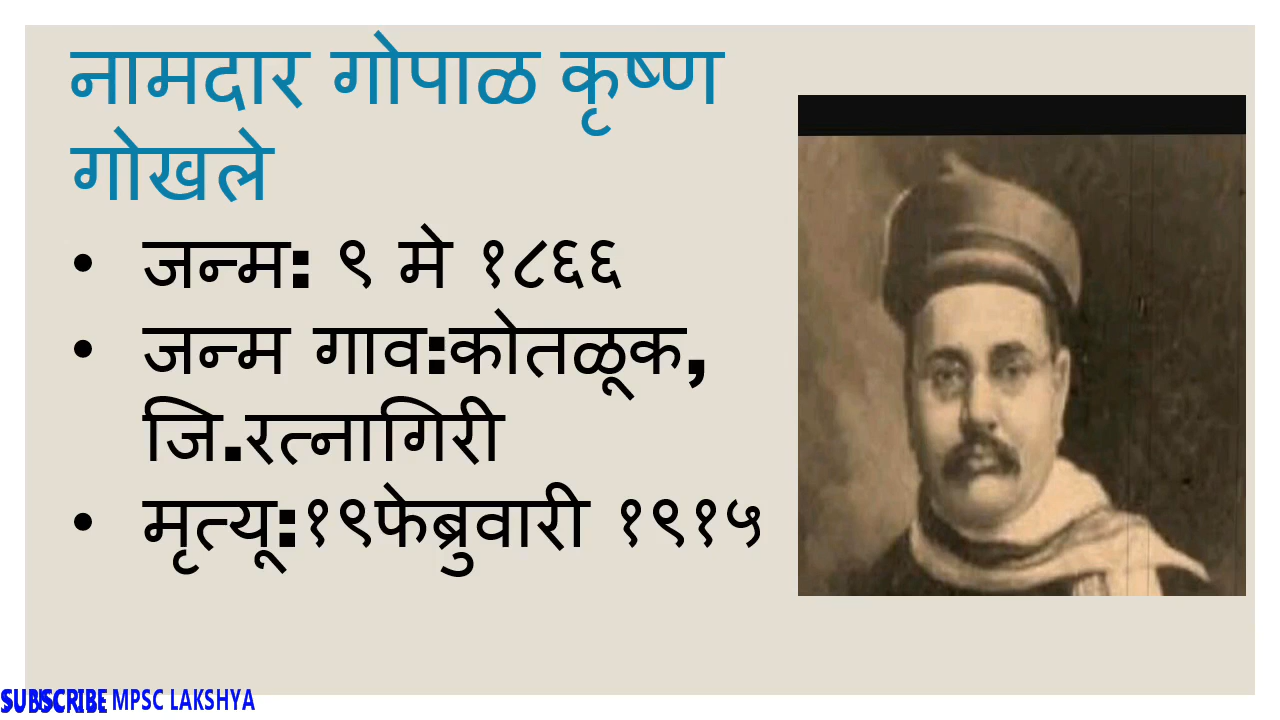 नामदार गोपाळ कृष्ण
गोखले
• जन्म: ९ मे १८६६
• जन्म गाव:कोतळूक,
जि.रत्नागिरी
• मृत्यू:१९फेब्रुवारी १९१५
SUBSCRIBE MPSC LAKSHYA